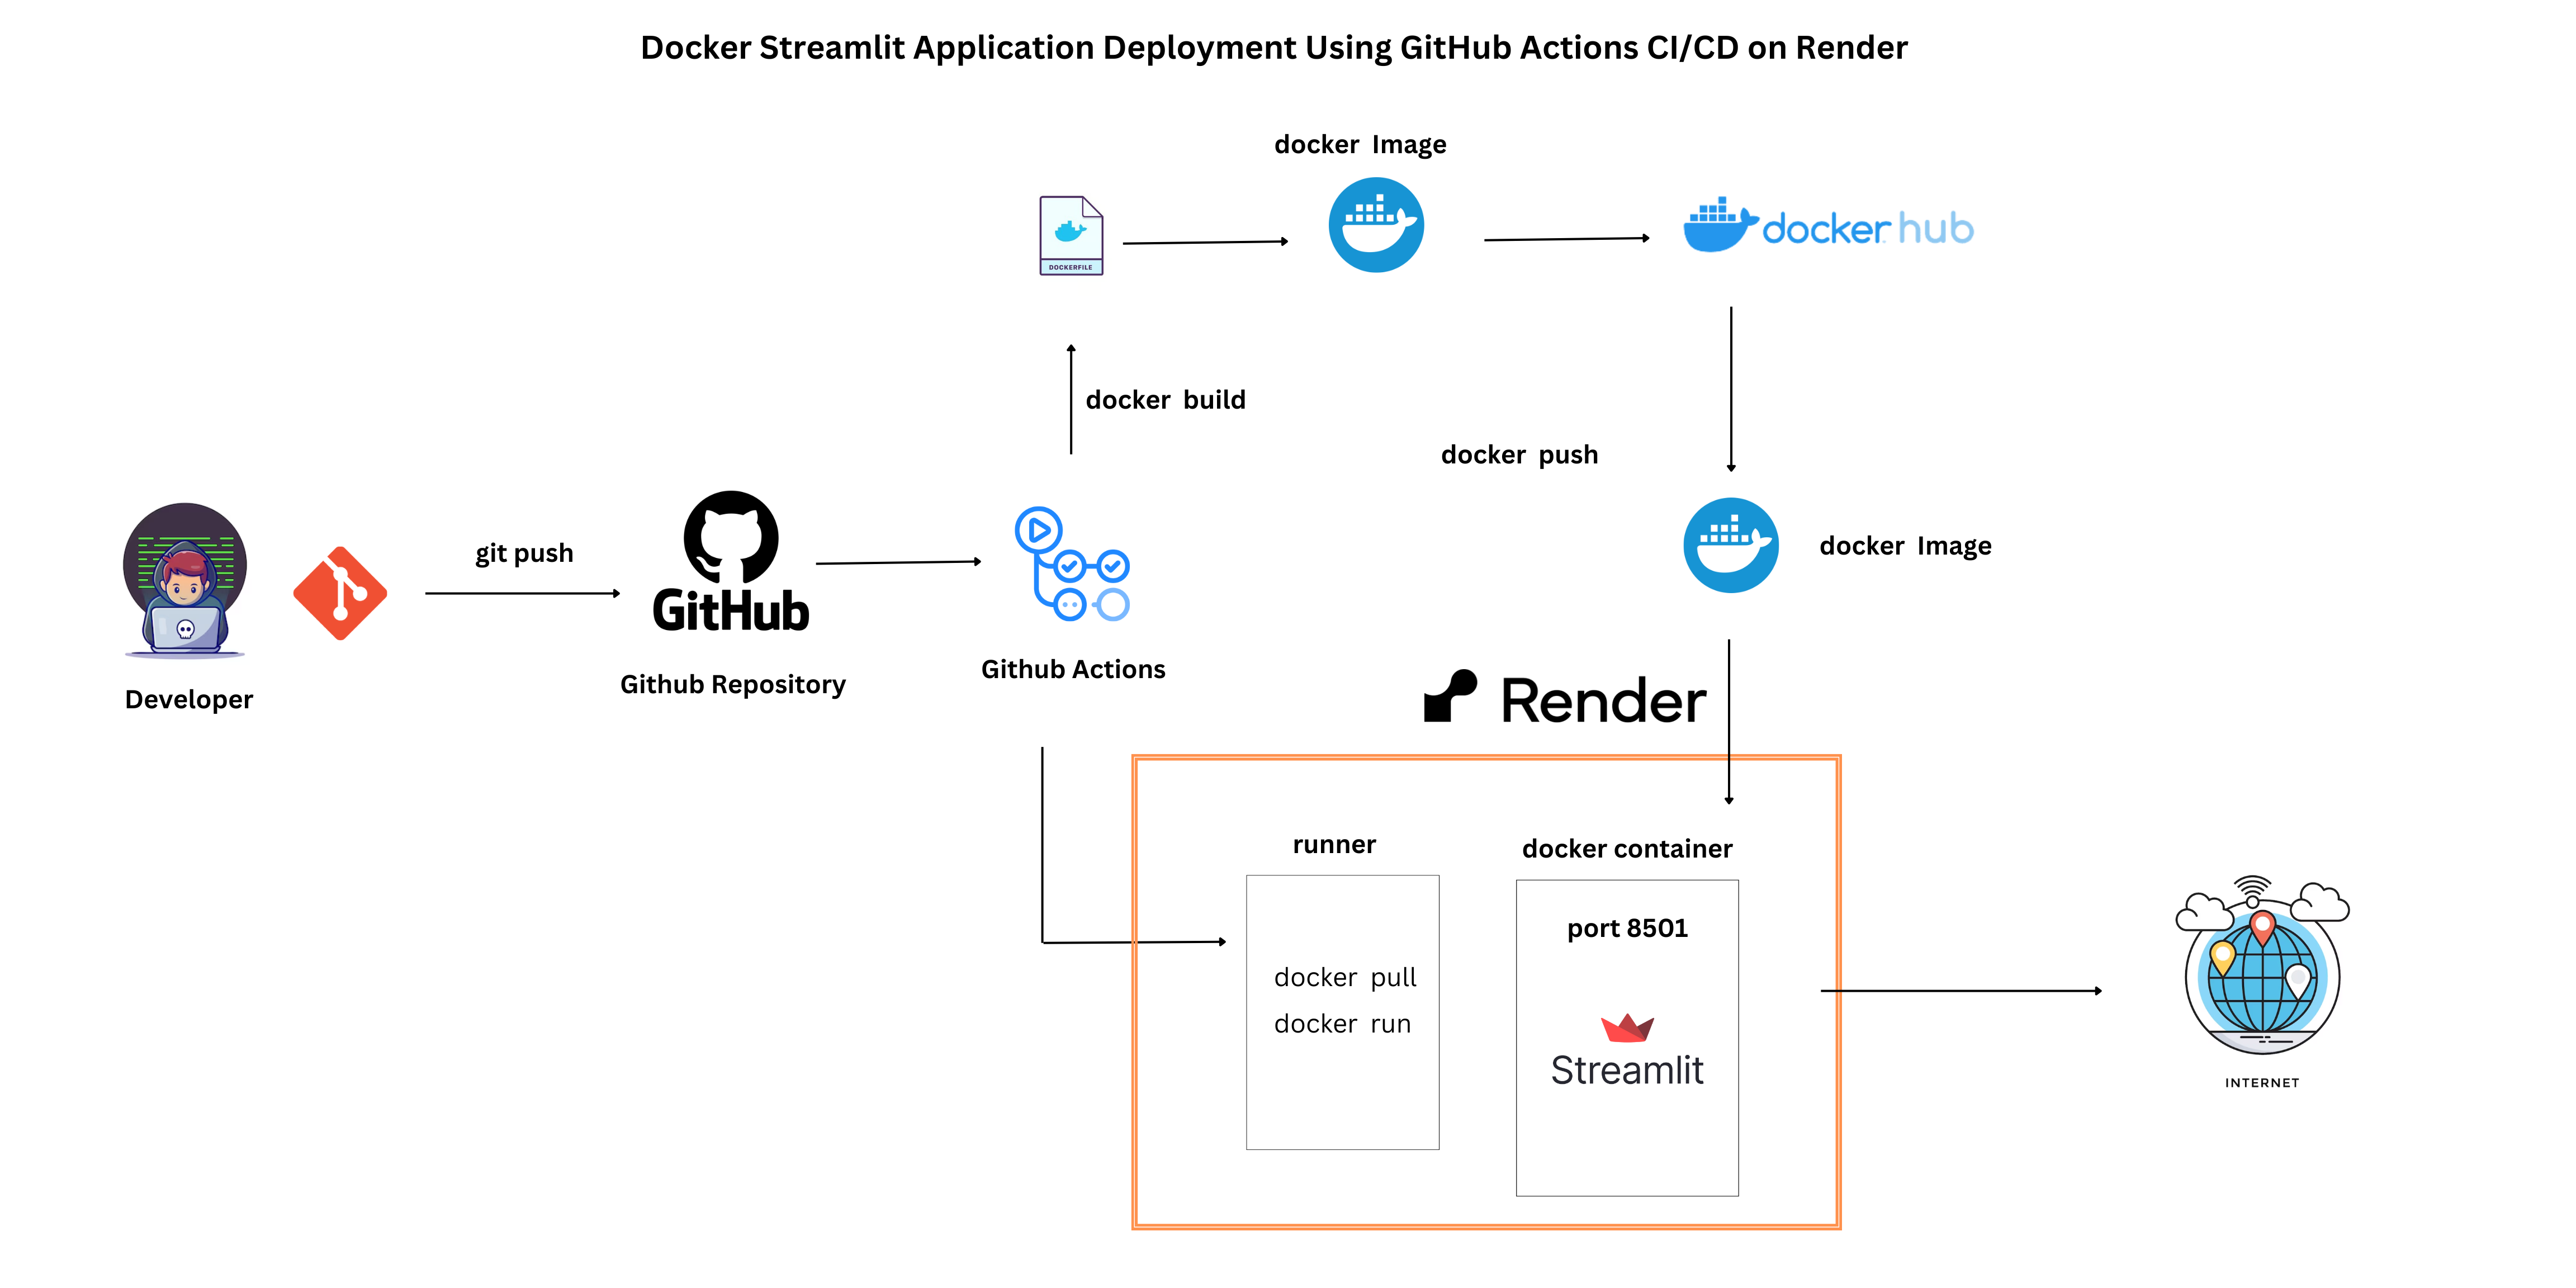 Docker Streamlit Application Deployment Using GitHub Actions CI/CD on Render
docker Image
DOCKERFILE
docker hub
docker build
docker push
git push
GitHub
docker Image
Developer
Github Repository
Github Actions
Render
runner
docker container
port 8501
docker pull
docker run
Streamlit
INTERNET